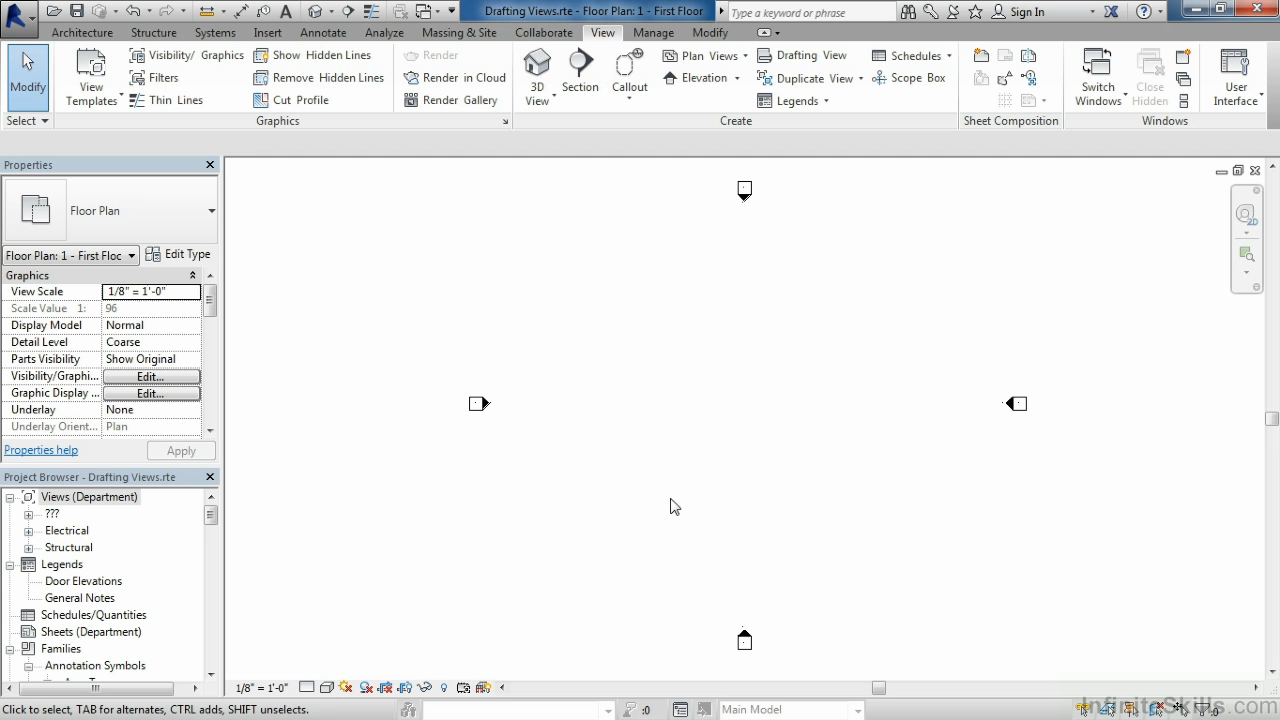 Drafting Views.rte - Floor Plan: 1 - First Floor
Type a keyword or phrase
Sign In
Architecture Structure Systems Insert Annotate Analyze Massing & Site Collaborate View Manage Modify
Modify
Select
View Templates
Visibility/ Graphics
Filters
Thin Lines
Show Hidden Lines
Remove Hidden Lines
Cut Profile
Render
Render in Cloud
Render Gallery
Graphics
3D View
Section
Callout
Plan Views
Elevation
Drafting View
Duplicate View
Legends
Schedules
Scope Box
Create
Sheet Composition
Switch Windows
Close Hidden
User Interface
Windows
Properties
Floor Plan
Floor Plan: 1 - First Floc
Edit Type
Graphics
View Scale 1/8" = 1'-0"
Scale Value 1: 96
Display Model Normal
Detail Level Coarse
Parts Visibility Show Original
Visibility/Graphi... Edit...
Graphic Display ... Edit...
Underlay None
Underlay Orient... Plan
Properties help
Apply
Project Browser - Drafting Views.rte
Views (Department)
???
Electrical
Structural
Legends
Door Elevations
General Notes
Schedules/Quantities
Sheets (Department)
Families
Annotation Symbols
1/8" = 1'-0"
Click to select, TAB for alternates, CTRL adds, SHIFT unselects.
:0
Main Model
InfiniteSkills.com
2D